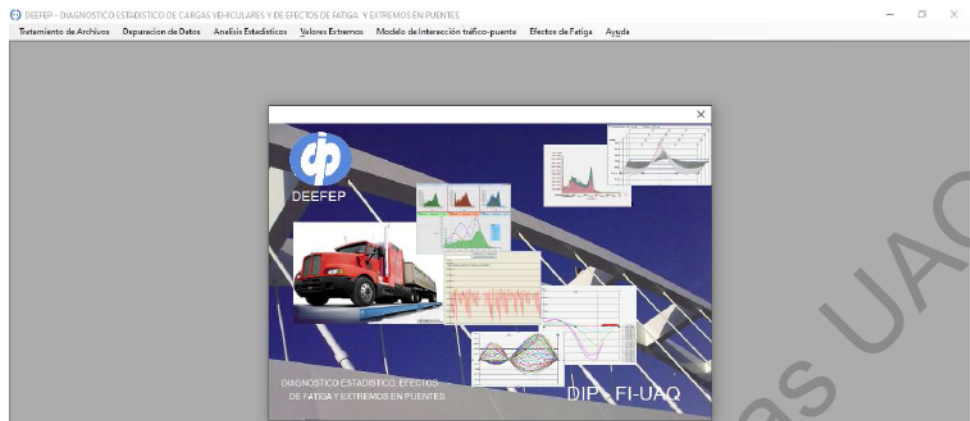 DEEFEP - DIAGNOSTICO ESTADISTICO DE CARGAS VEHICULARES Y DE EFECTOS DE FATIGA Y EXTREMOS EN PUENTES
Tratamiento de Archivos Depuracion de Datos Analisis Estadisticos Valores Extremos Modelo de Interacción tráfico-puente Efectos de Fatiga Ayuda
DEEFEP
DIAGNOSTICO ESTADISTICO, EFECTOS
DE FATIGA Y EXTREMOS EN PUENTES
DIP - FI-UAQ
as UAQ